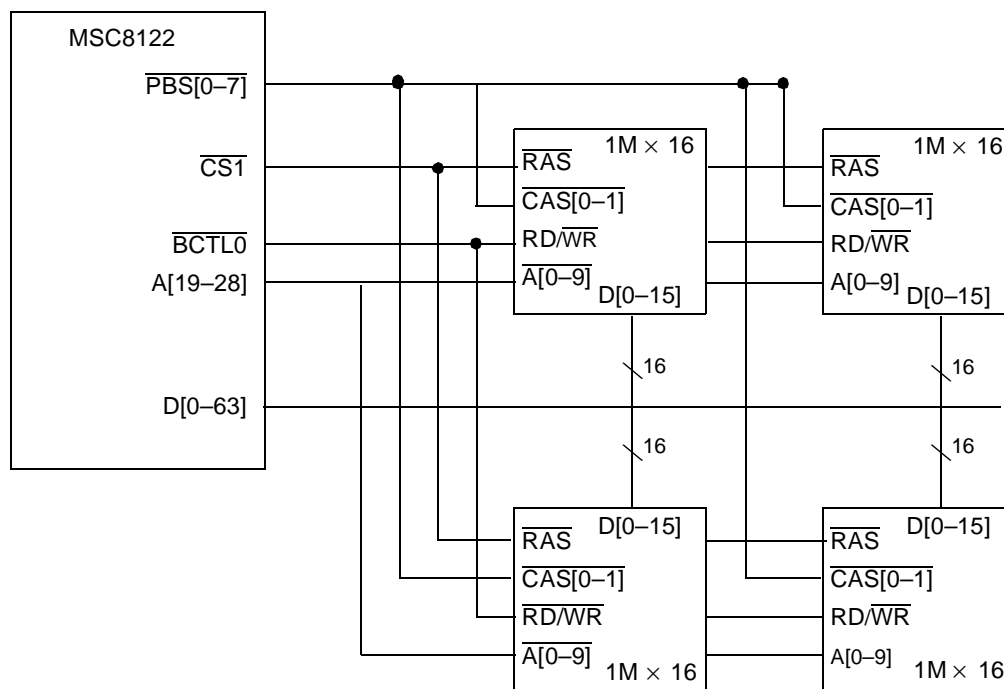 MSC8122
PBS[0–7]
CS1
BCTL0
A[19–28]
D[0–63]
1M × 16
RAS
CAS[0–1]
RD/WR
A[0–9]
D[0–15]
1M × 16
RAS
CAS[0–1]
RD/WR
A[0–9]
D[0–15]
16
16
16
16
D[0–15]
RAS
CAS[0–1]
RD/WR
A[0–9]
1M × 16
D[0–15]
RAS
CAS[0–1]
RD/WR
A[0–9]
1M × 16